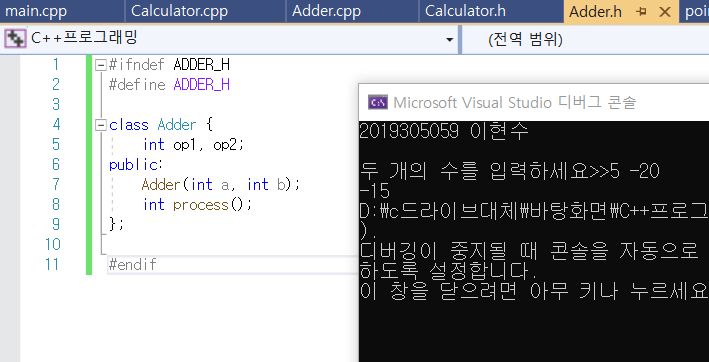 main.cpp Calculator.cpp Adder.cpp Calculator.h Adder.h
C++프로그래밍 (전역 범위)
1 #ifndef ADDER_H
2 #define ADDER_H
3
4 class Adder {
5 int op1, op2;
6 public:
7 Adder(int a, int b);
8 int process();
9 };
10
11 #endif
Microsoft Visual Studio 디버그 콘솔
2019305059 이현수
두 개의 수를 입력하세요>>5 -20
-15
D:\c드라이브대체\바탕화면\C++프로그
).
디버깅이 중지될 때 콘솔을 자동으로
하도록 설정합니다.
이 창을 닫으려면 아무 키나 누르세요